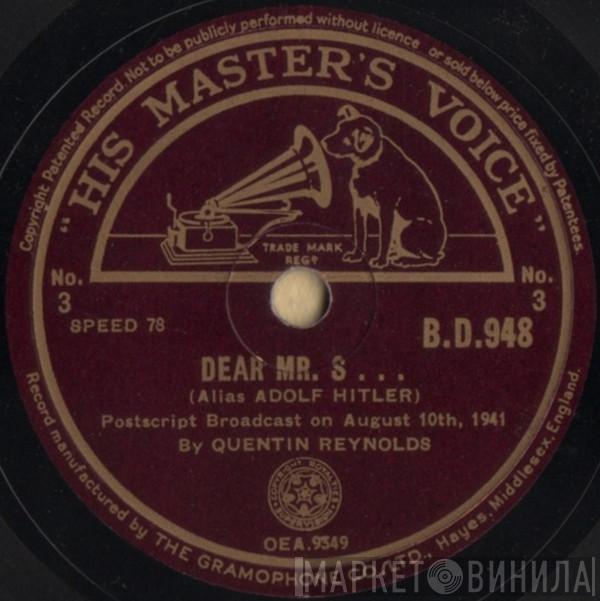 Copyright Patented Record. Not to be publicly performed without licence or sold below price fixed by Patentees.
"HIS MASTER'S VOICE"
TRADE MARK
REGD
No.
3
No.
3
SPEED 78
B.D.948
DEAR MR. S . . .
(Alias ADOLF HITLER)
Postscript Broadcast on August 10th, 1941
By QUENTIN REYNOLDS
COPYRIGHT ROYALTIES
SUPERVISION
OEA.9349
Record manufactured by THE GRAMOPHONE CO. LTD., Hayes, Middlesex, England.
МАРКЕТ ВИНИЛА